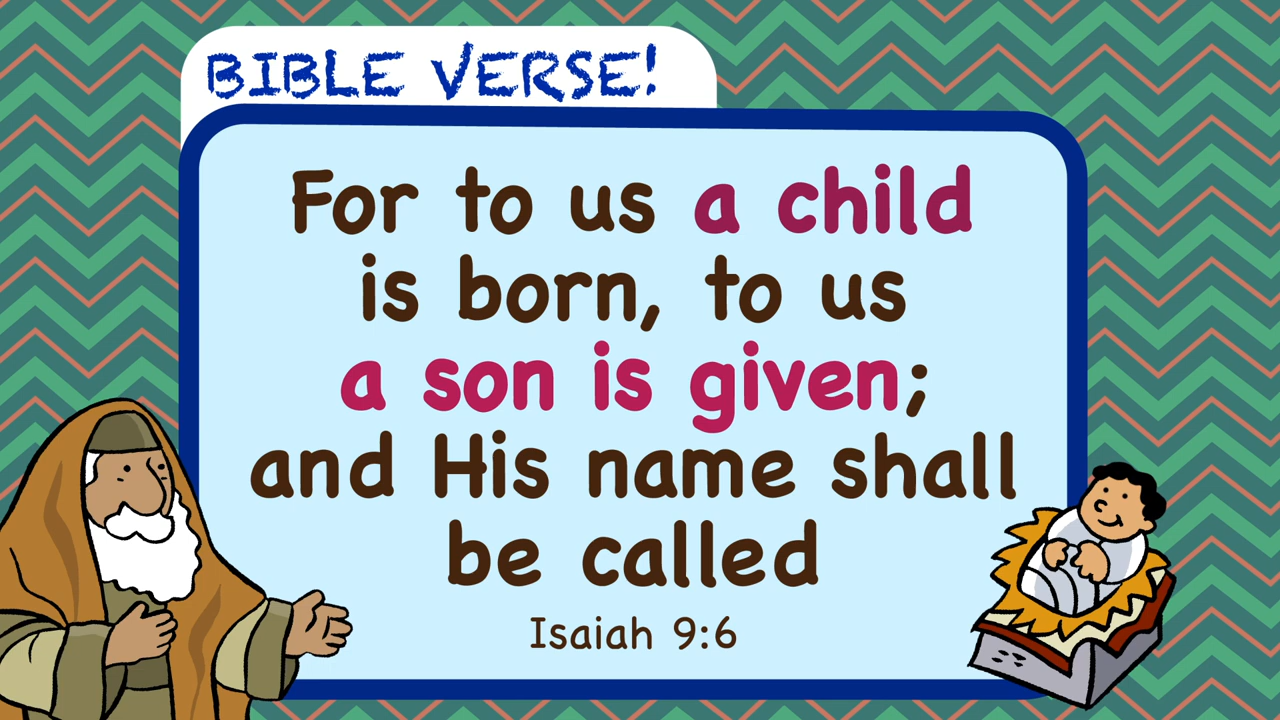 BIBLE VERSE!
For to us a child
is born, to us
a son is given;
and His name shall
be called
Isaiah 9:6